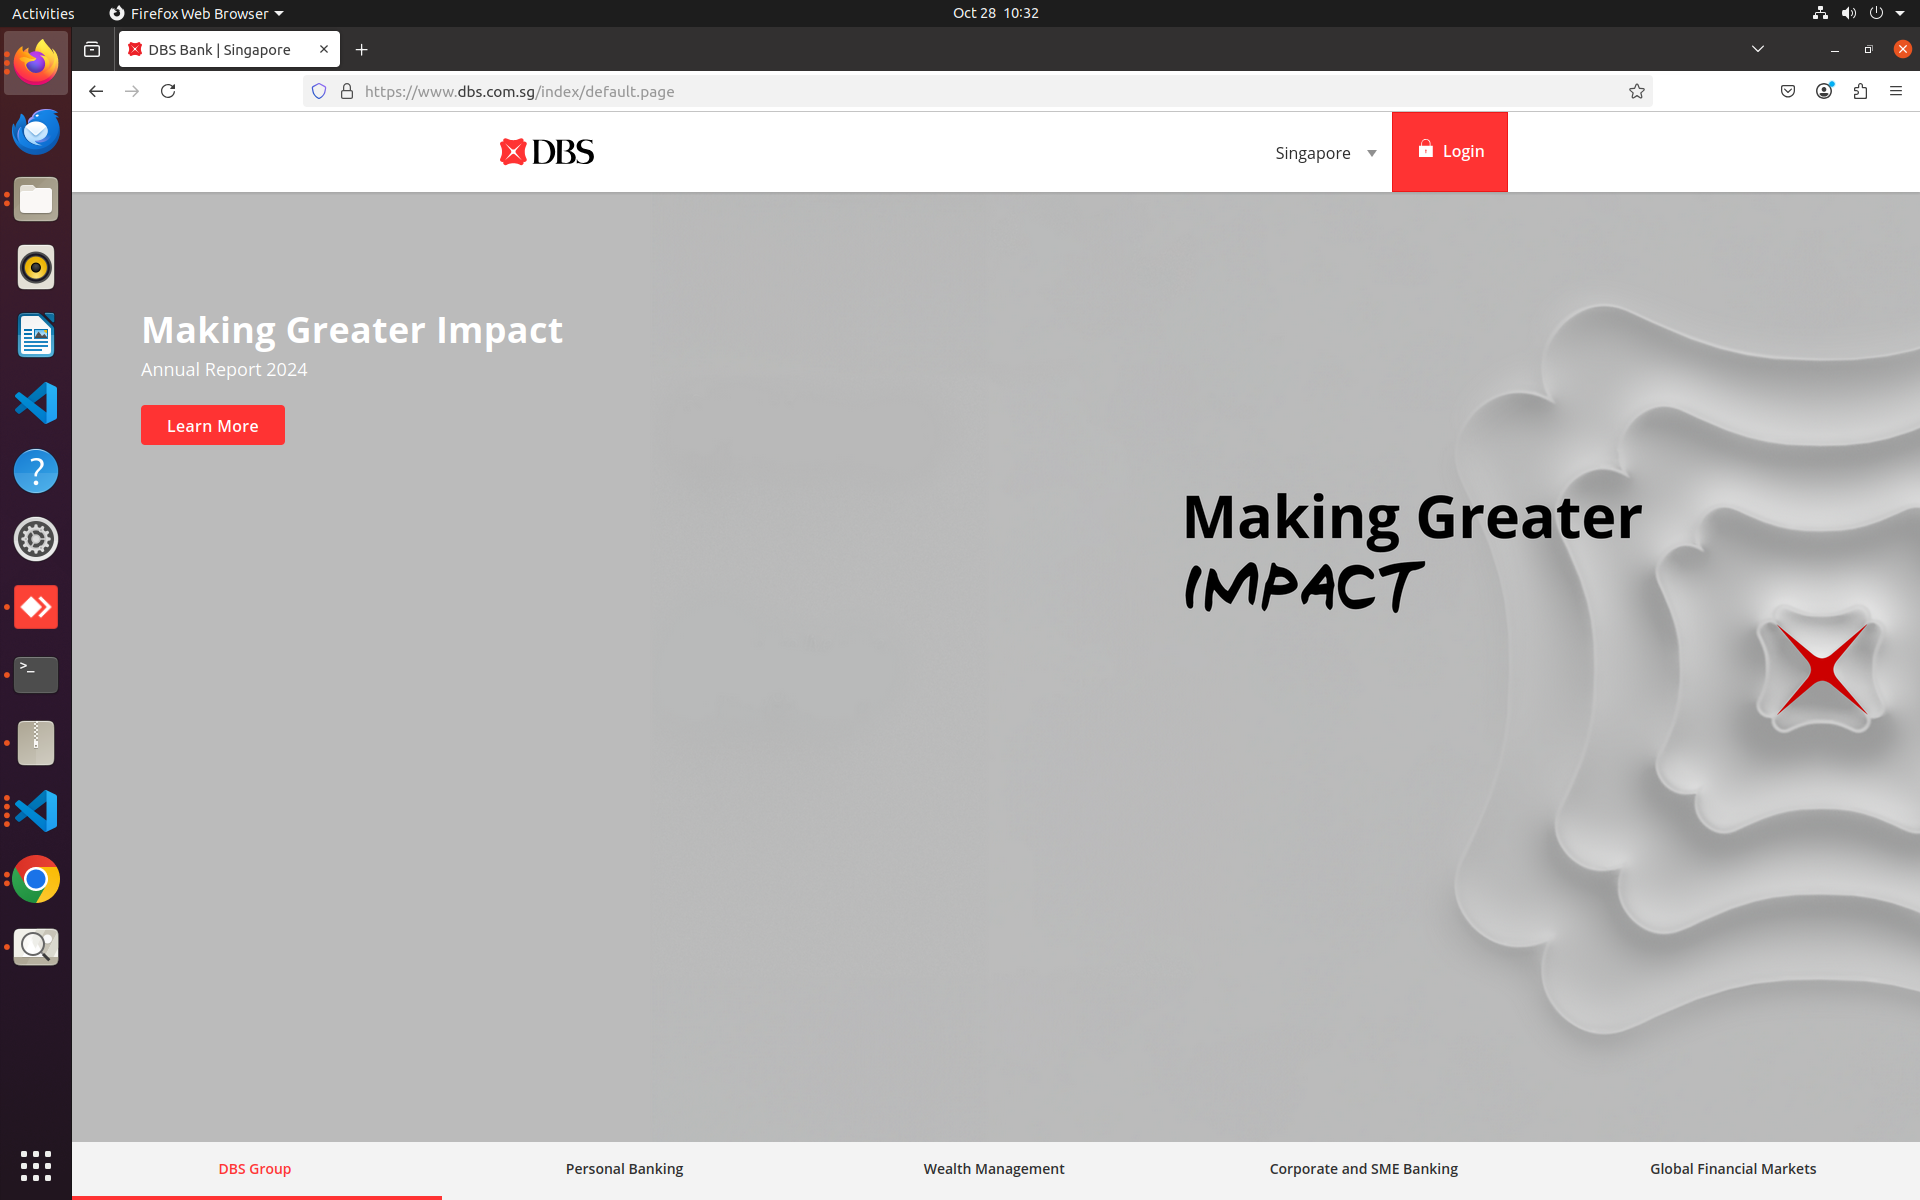 Activities
Firefox Web Browser
Oct 28 10:32
DBS Bank | Singapore
https://www.dbs.com.sg/index/default.page
DBS
Singapore
Login
Making Greater Impact
Annual Report 2024
Learn More
Making Greater
IMPACT
DBS Group
Personal Banking
Wealth Management
Corporate and SME Banking
Global Financial Markets